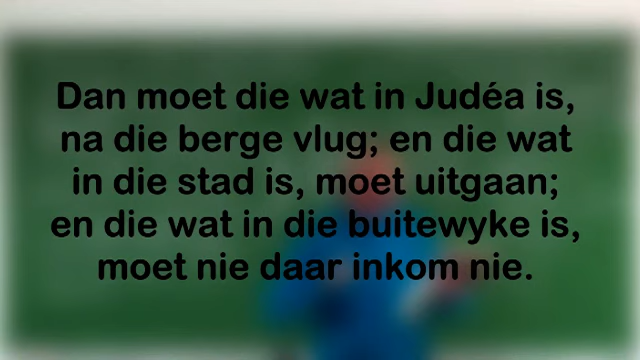 Dan moet die wat in Judéa is,
na die berge vlug; en die wat
in die stad is, moet uitgaan;
en die wat in die buitewyke is,
moet nie daar inkom nie.